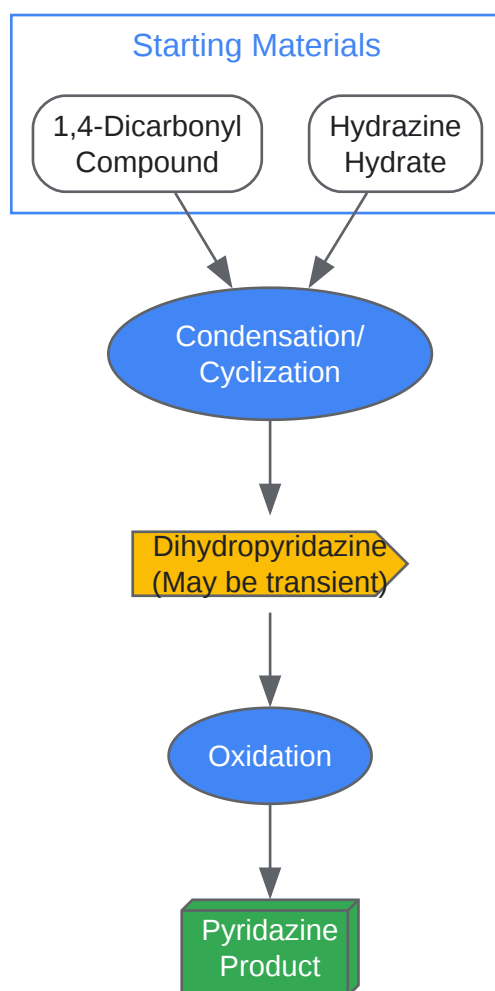 Starting Materials
1,4-Dicarbonyl
Compound
Hydrazine
Hydrate
Condensation/
Cyclization
Dihydropyridazine
(May be transient)
Oxidation
Pyridazine
Product